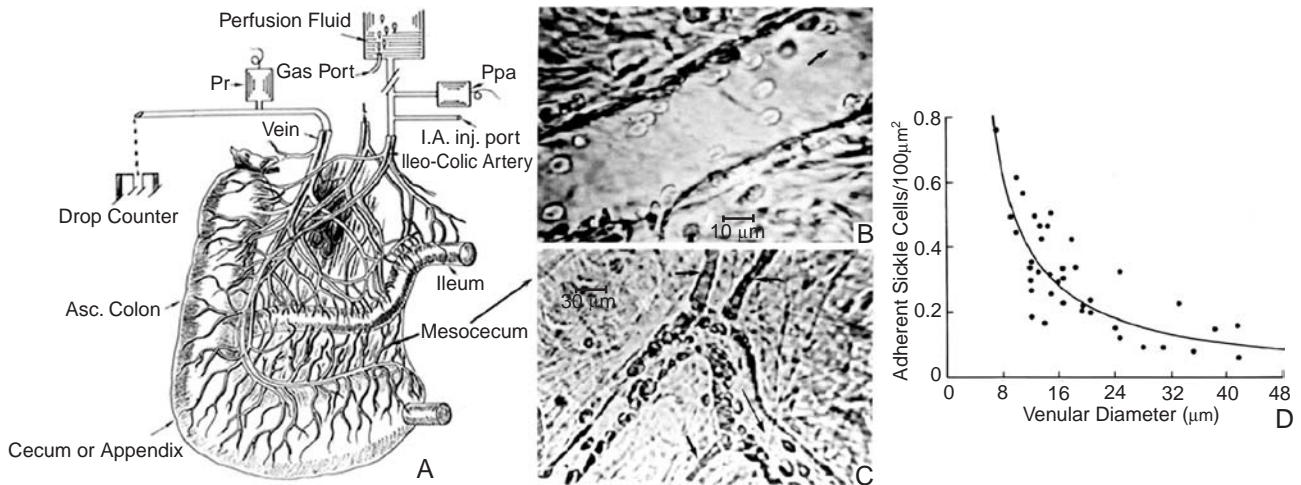 Perfusion Fluid
Gas Port
Pr
Ppa
Vein
I.A. inj. port
Ileo-Colic Artery
Drop Counter
Ileum
Asc. Colon
Mesocecum
Cecum or Appendix
A
10 μm
B
30 μm
C
Adherent Sickle Cells/100μm²
0.8
0.6
0.4
0.2
0
0 8 16 24 32 40 48
Venular Diameter (μm)
D